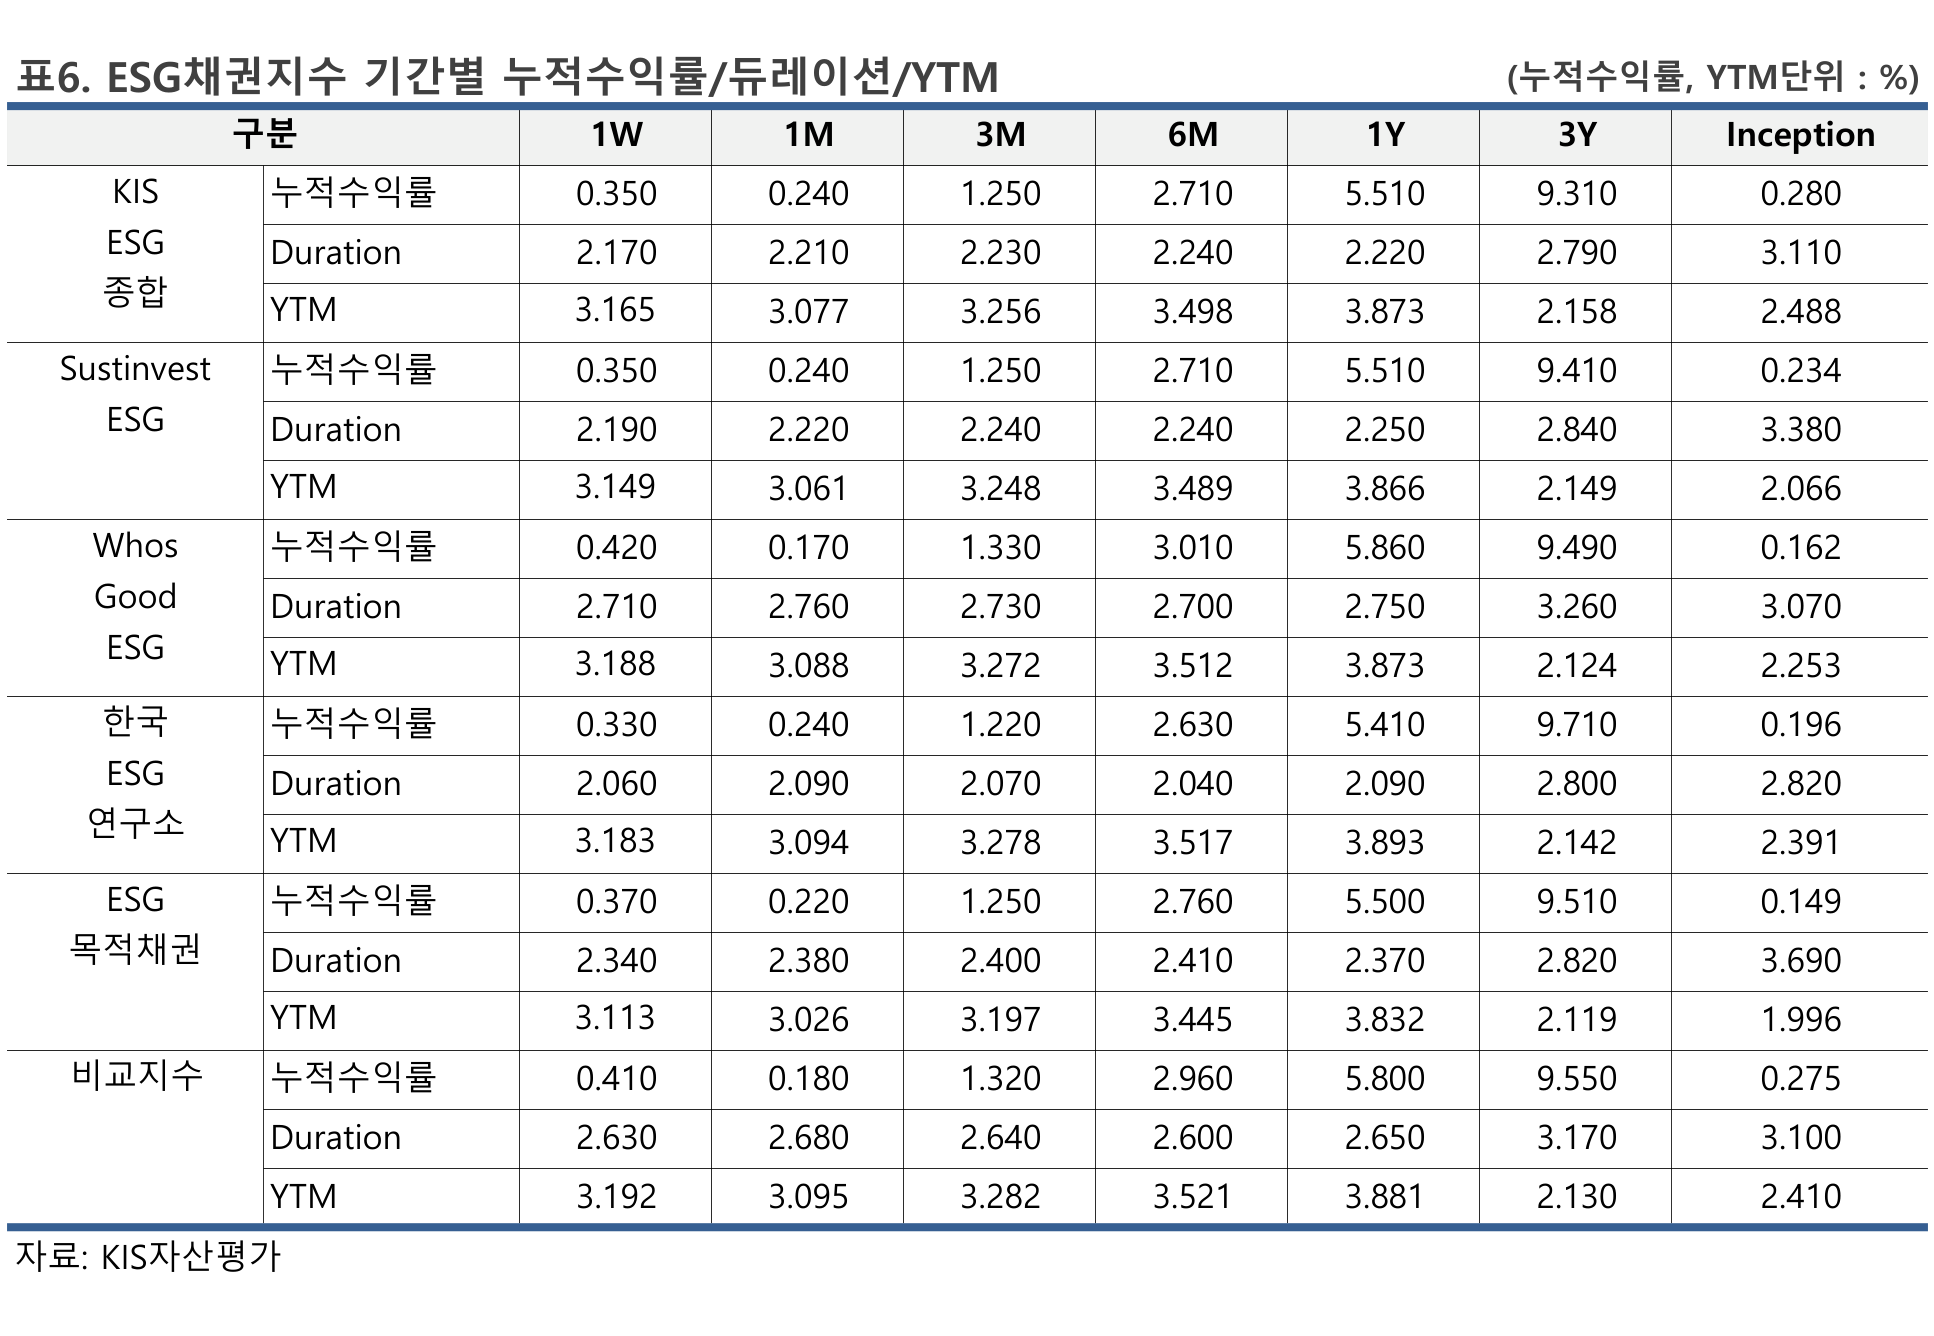 표6. ESG채권지수 기간별 누적수익률/듀레이션/YTM (누적수익률, YTM단위 : %)
구분 1W 1M 3M 6M 1Y 3Y Inception
KIS 누적수익률 0.350 0.240 1.250 2.710 5.510 9.310 0.280
ESG Duration 2.170 2.210 2.230 2.240 2.220 2.790 3.110
종합 YTM 3.165 3.077 3.256 3.498 3.873 2.158 2.488
Sustinvest 누적수익률 0.350 0.240 1.250 2.710 5.510 9.410 0.234
ESG Duration 2.190 2.220 2.240 2.240 2.250 2.840 3.380
YTM 3.149 3.061 3.248 3.489 3.866 2.149 2.066
Whos 누적수익률 0.420 0.170 1.330 3.010 5.860 9.490 0.162
Good Duration 2.710 2.760 2.730 2.700 2.750 3.260 3.070
ESG YTM 3.188 3.088 3.272 3.512 3.873 2.124 2.253
한국 누적수익률 0.330 0.240 1.220 2.630 5.410 9.710 0.196
ESG Duration 2.060 2.090 2.070 2.040 2.090 2.800 2.820
연구소 YTM 3.183 3.094 3.278 3.517 3.893 2.142 2.391
ESG 누적수익률 0.370 0.220 1.250 2.760 5.500 9.510 0.149
목적채권 Duration 2.340 2.380 2.400 2.410 2.370 2.820 3.690
YTM 3.113 3.026 3.197 3.445 3.832 2.119 1.996
비교지수 누적수익률 0.410 0.180 1.320 2.960 5.800 9.550 0.275
Duration 2.630 2.680 2.640 2.600 2.650 3.170 3.100
YTM 3.192 3.095 3.282 3.521 3.881 2.130 2.410
자료: KIS자산평가